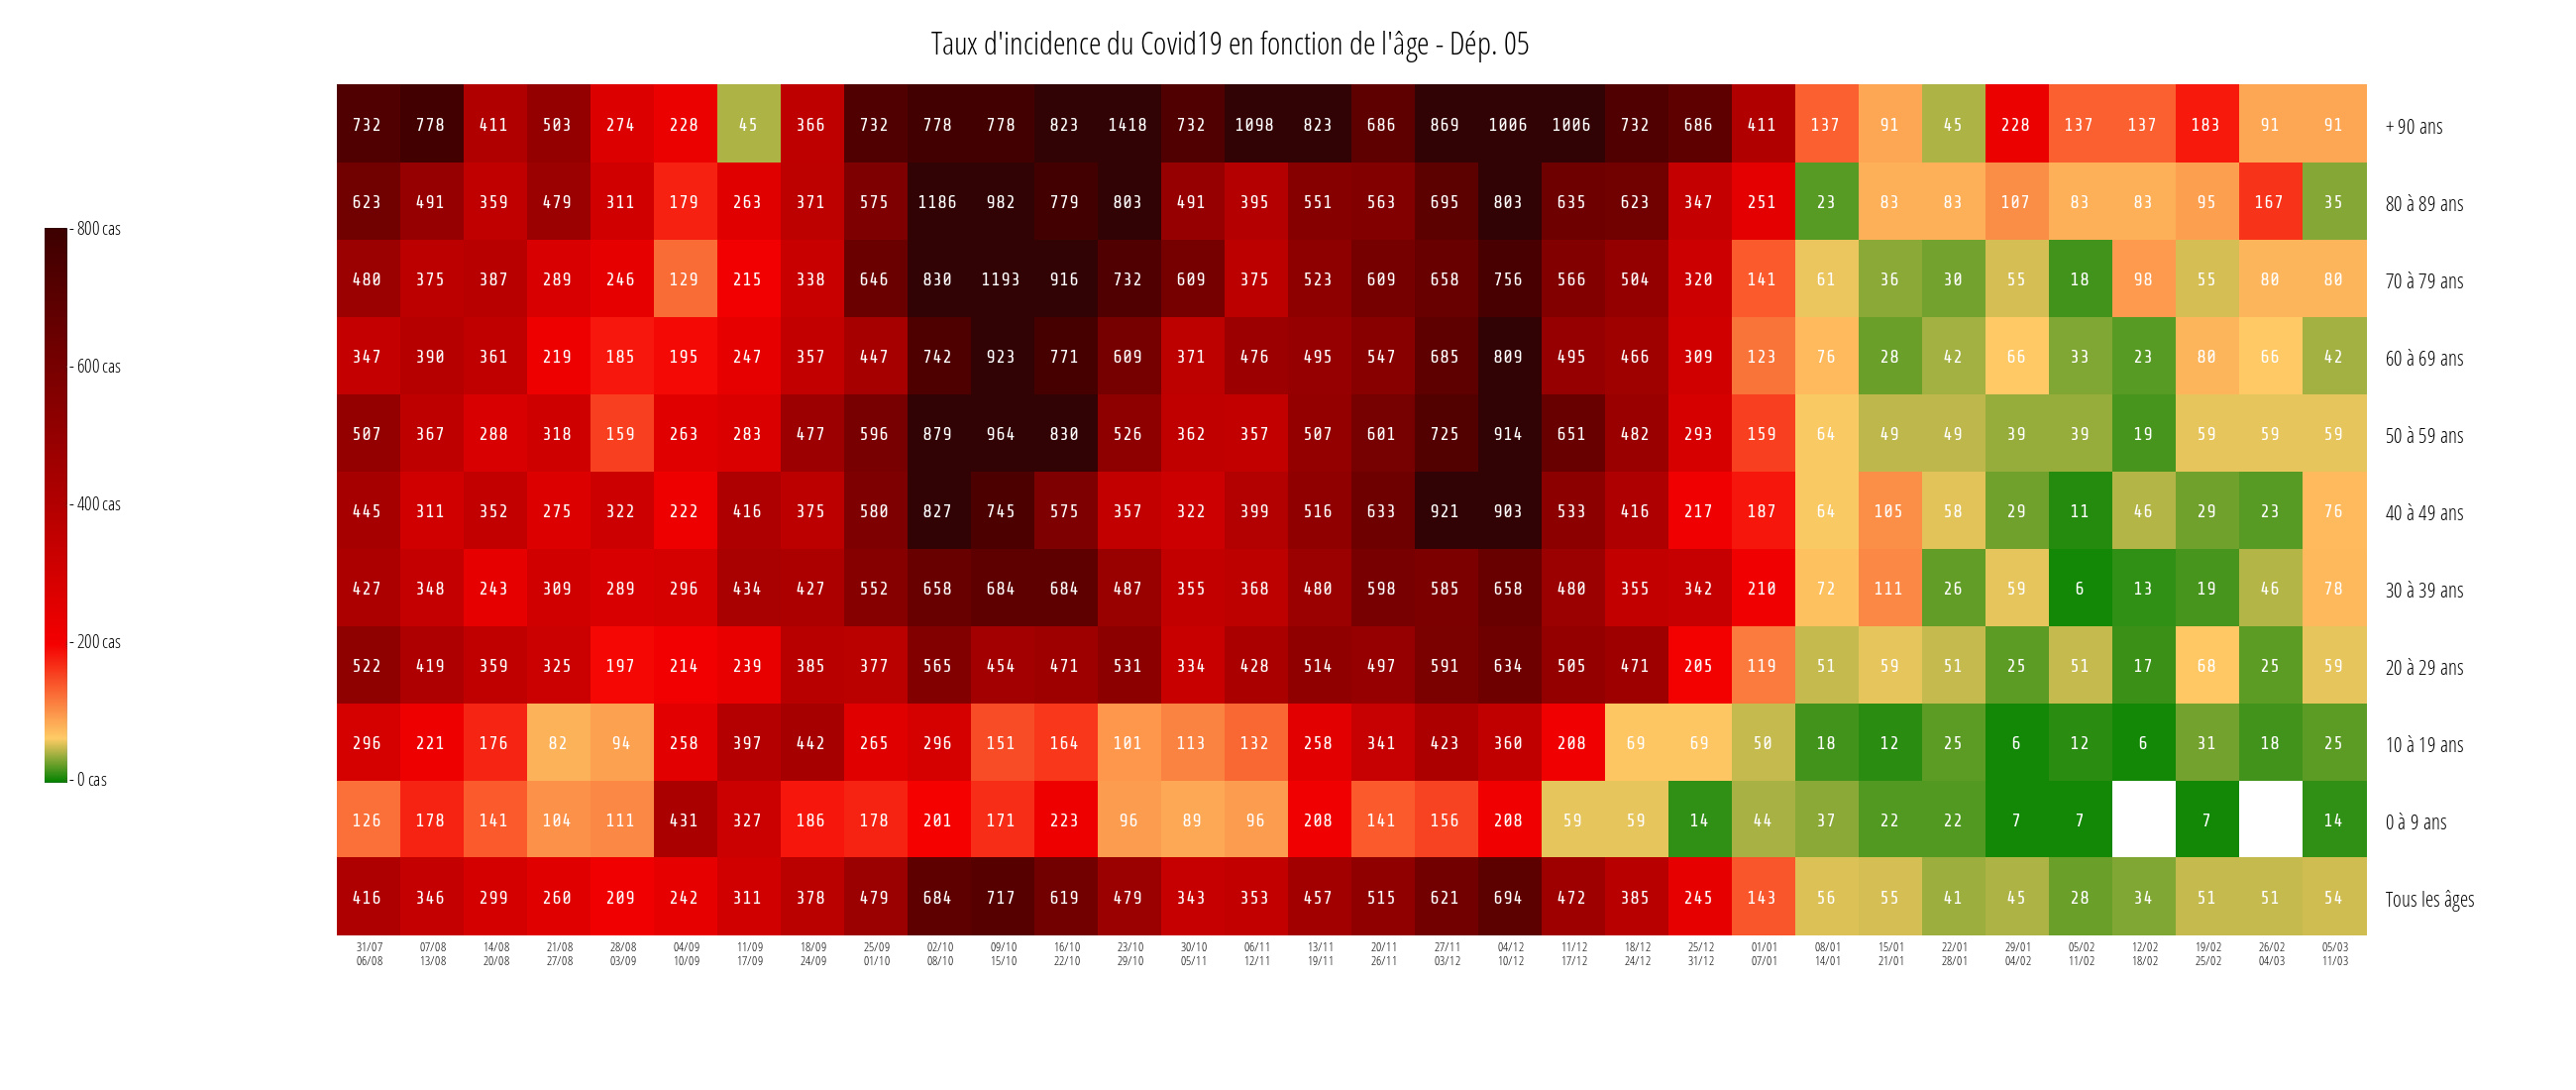 Taux d'incidence du Covid19 en fonction de l'âge - Dép. 05
732 778 411 503 274 228 45 366 732 778 778 823 1418 732 1098 823 686 869 1006 1006 732 686 411 137 91 45 228 137 137 183 91 91 + 90 ans
623 491 359 479 311 179 263 371 575 1186 982 779 803 491 395 551 563 695 803 635 623 347 251 23 83 83 107 83 83 95 167 35 80 à 89 ans
- 800 cas
480 375 387 289 246 129 215 338 646 830 1193 916 732 609 375 523 609 658 756 566 504 320 141 61 36 30 55 18 98 55 80 80 70 à 79 ans
347 390 361 219 185 195 247 357 447 742 923 771 609 371 476 495 547 685 809 495 466 309 123 76 28 42 66 33 23 80 66 42 60 à 69 ans
- 600 cas
507 367 288 318 159 263 283 477 596 879 964 830 526 362 357 507 601 725 914 651 482 293 159 64 49 49 39 39 19 59 59 59 50 à 59 ans
- 400 cas
445 311 352 275 322 222 416 375 580 827 745 575 357 322 399 516 633 921 903 533 416 217 187 64 105 58 29 11 46 29 23 76 40 à 49 ans
427 348 243 309 289 296 434 427 552 658 684 684 487 355 368 480 598 585 658 480 355 342 210 72 111 26 59 6 13 19 46 78 30 à 39 ans
- 200 cas
522 419 359 325 197 214 239 385 377 565 454 471 531 334 428 514 497 591 634 505 471 205 119 51 59 51 25 51 17 68 25 59 20 à 29 ans
296 221 176 82 94 258 397 442 265 296 151 164 101 113 132 258 341 423 360 208 69 69 50 18 12 25 6 12 6 31 18 25 10 à 19 ans
- 0 cas
126 178 141 104 111 431 327 186 178 201 171 223 96 89 96 208 141 156 208 59 59 14 44 37 22 22 7 7 7 14 0 à 9 ans
416 346 299 260 209 242 311 378 479 684 717 619 479 343 353 457 515 621 694 472 385 245 143 56 55 41 45 28 34 51 51 54 Tous les âges
31/07 07/08 14/08 21/08 28/08 04/09 11/09 18/09 25/09 02/10 09/10 16/10 23/10 30/10 06/11 13/11 20/11 27/11 04/12 11/12 18/12 25/12 01/01 08/01 15/01 22/01 29/01 05/02 12/02 19/02 26/02 05/03
06/08 13/08 20/08 27/08 03/09 10/09 17/09 24/09 01/10 08/10 15/10 22/10 29/10 05/11 12/11 19/11 26/11 03/12 10/12 17/12 24/12 31/12 07/01 14/01 21/01 28/01 04/02 11/02 18/02 25/02 04/03 11/03